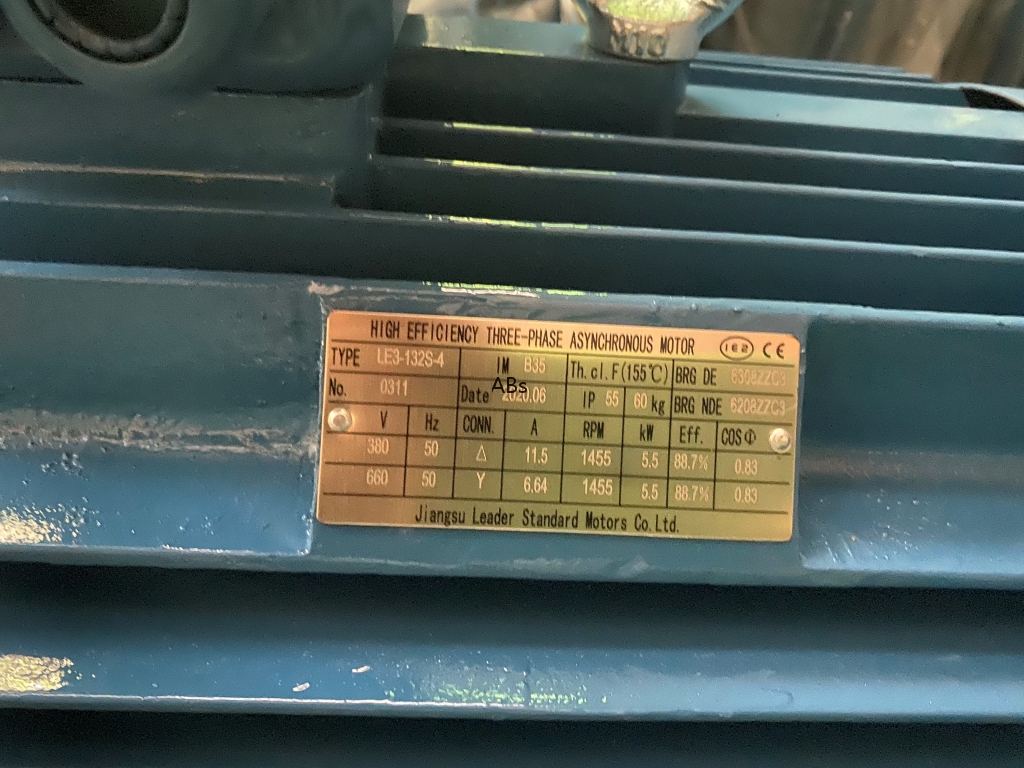 HIGH EFFICIENCY THREE-PHASE ASYNCHRONOUS MOTOR IE2 CE
TYPE LE3-132S-4 IM B35 Th.cl.F(155℃) BRG DE 6308ZZC3
No. 0311 Date 2020.06 IP 55 60 kg BRG NDE 6208ZZC3
ABs
V Hz CONN. A RPM kW Eff. COSΦ
380 50 Δ 11.5 1455 5.5 88.7% 0.83
660 50 Y 6.64 1455 5.5 88.7% 0.83
Jiangsu Leader Standard Motors Co.Ltd.